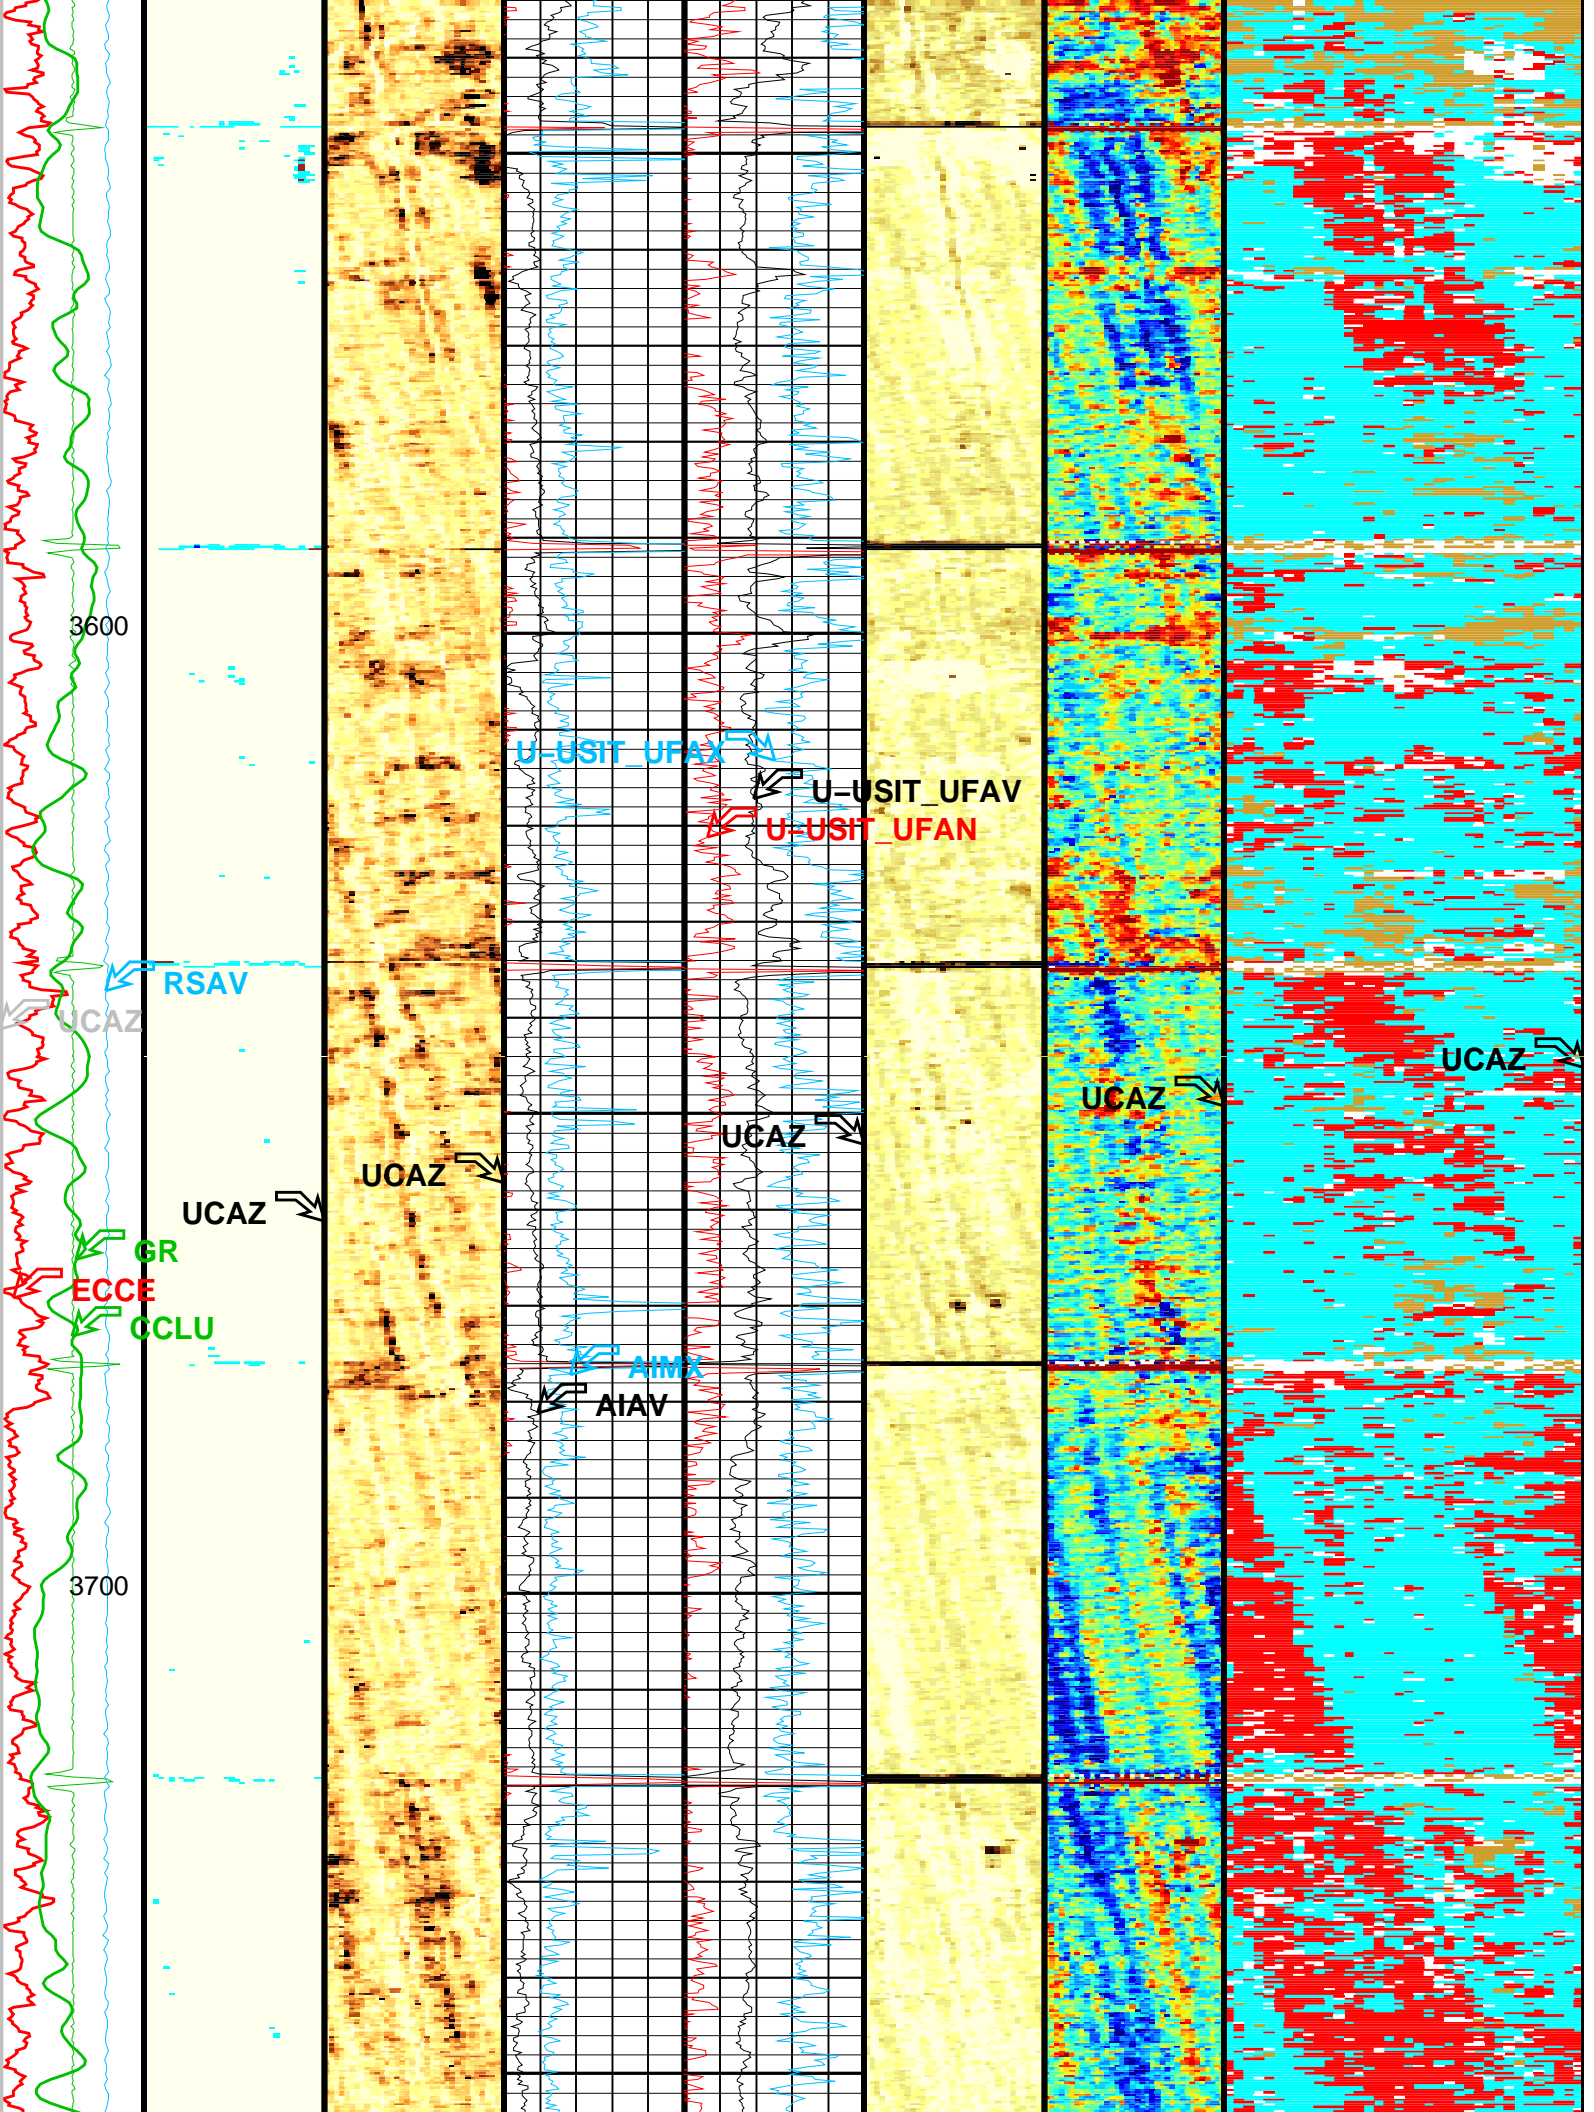 3600
U-USIT_UFAX
U-USIT_UFAV
U-USIT_UFAN
RSAV
UCAZ
UCAZ
UCAZ
UCAZ
UCAZ
UCAZ
GR
ECCE
CCLU
AIMX
AIAV
3700